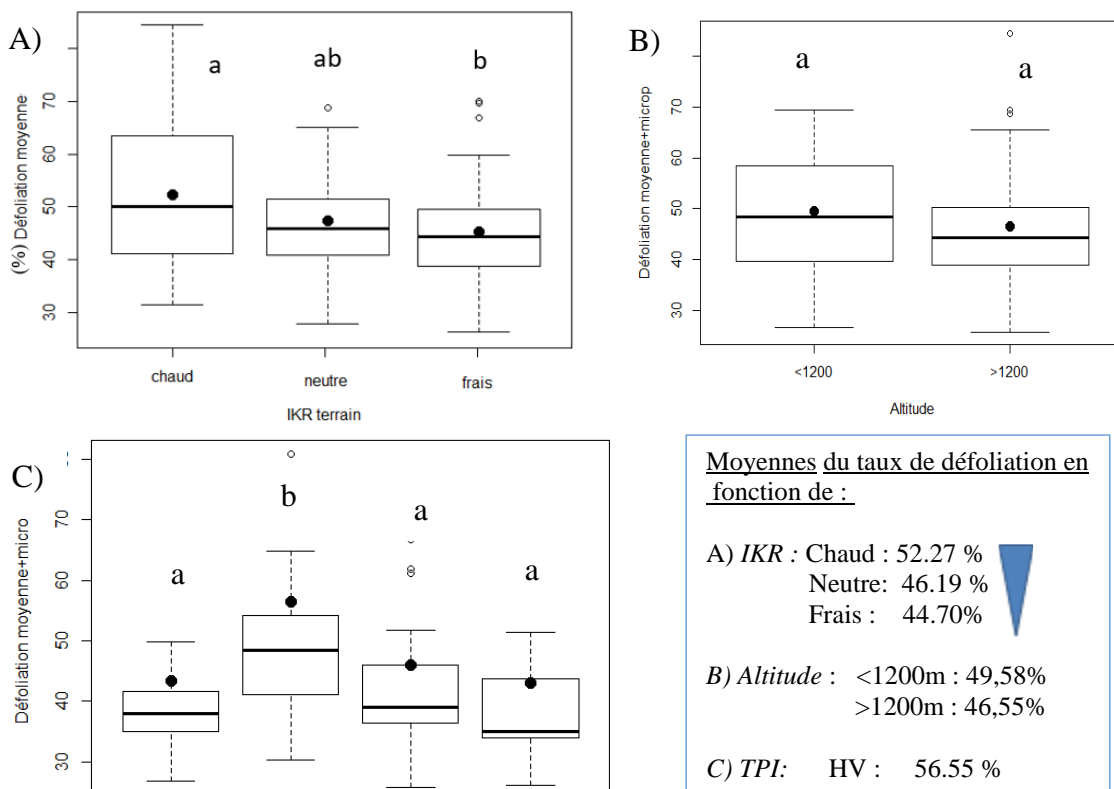 A)
a
ab
b
(%) Défoliation moyenne
70
60
50
40
30
chaud
neutre
frais
IKR terrain
B)
a
a
Défoliation moyenne+microp
70
60
50
40
30
<1200
>1200
Altitude
C)
a
b
a
a
Défoliation moyenne+micro
70
60
50
40
30
Moyennes du taux de défoliation en
fonction de :
A) IKR : Chaud : 52.27 %
Neutre: 46.19 %
Frais : 44.70%
B) Altitude : <1200m : 49,58%
>1200m : 46,55%
C) TPI: HV : 56.55 %